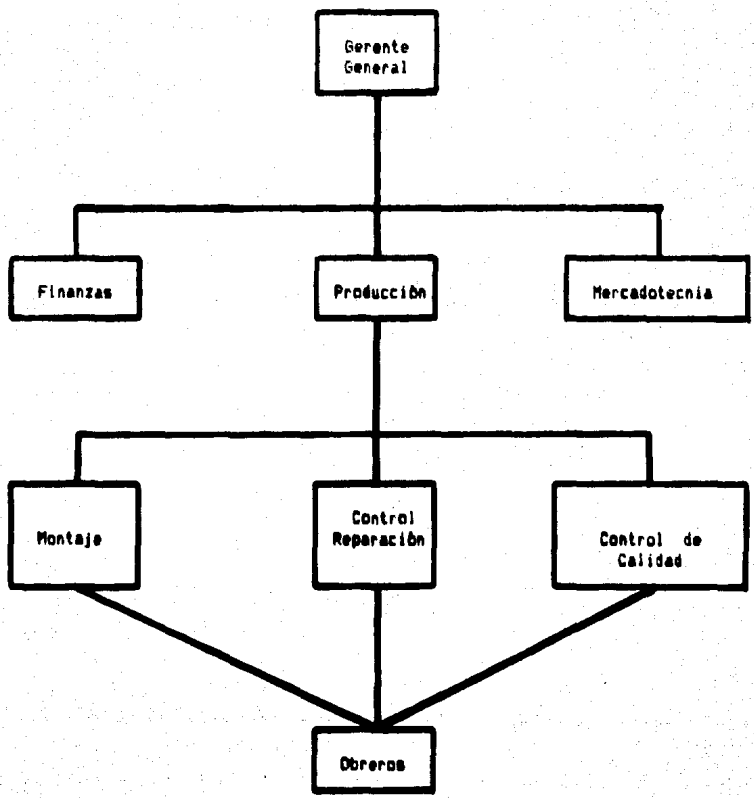 Gerente
General
Finanzas
Producción
Mercadotecnia
Montaje
Control
Reparación
Control de
Calidad
Obreros